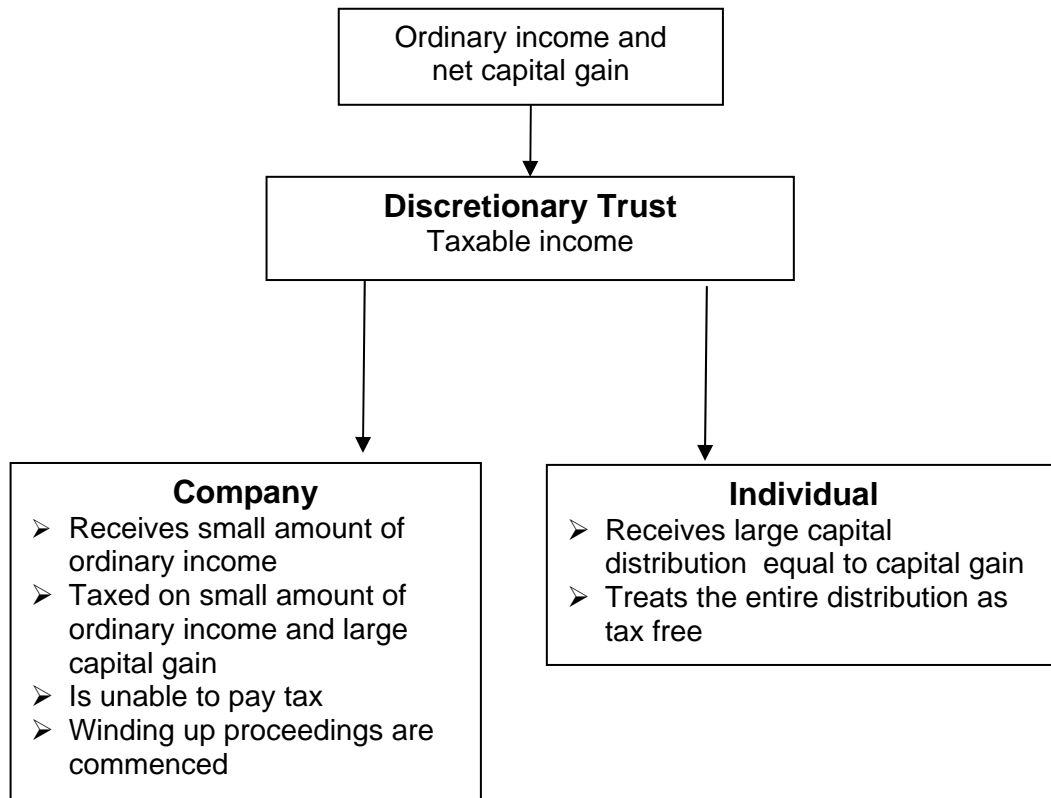 Ordinary income and
net capital gain
Discretionary Trust
Taxable income
Company
➢ Receives small amount of
ordinary income
➢ Taxed on small amount of
ordinary income and large
capital gain
➢ Is unable to pay tax
➢ Winding up proceedings are
commenced
Individual
➢ Receives large capital
distribution equal to capital gain
➢ Treats the entire distribution as
tax free